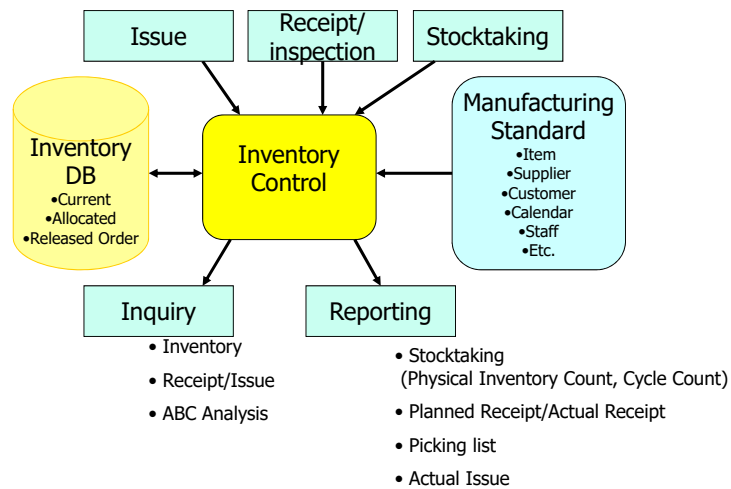 Issue
Receipt/
inspection
Stocktaking
Inventory
DB
•Current
•Allocated
•Released Order
Inventory
Control
Manufacturing
Standard
•Item
•Supplier
•Customer
•Calendar
•Staff
•Etc.
Inquiry
• Inventory
• Receipt/Issue
• ABC Analysis
Reporting
• Stocktaking
(Physical Inventory Count, Cycle Count)
• Planned Receipt/Actual Receipt
• Picking list
• Actual Issue